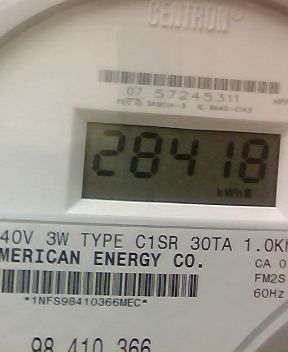 CENTRON®
07 57245311
28418
kWh
40V 3W TYPE C1SR 30TA 1.0K
MERICAN ENERGY CO.
CA 0
FM2S
60Hz
*1NFS98410366MEC*
98 410 366